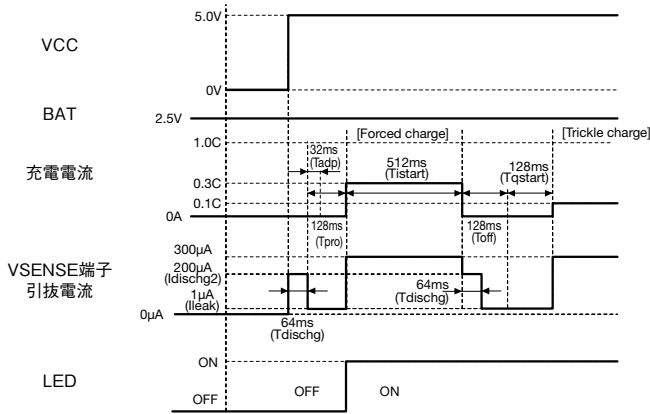 5.0V
VCC
0V
BAT
2.5V
[Forced charge]
[Trickle charge]
1.0C
32ms
(Tadp)
512ms
(Tistart)
128ms
(Tqstart)
充電電流
0.3C
0.1C
0A
128ms
(Tpro)
128ms
(Toff)
300μA
VSENSE端子
引抜電流
200μA
(Idischg2)
1μA
(Ileak)
64ms
(Tdischg)
0μA
64ms
(Tdischg)
ON
LED
OFF
OFF
ON